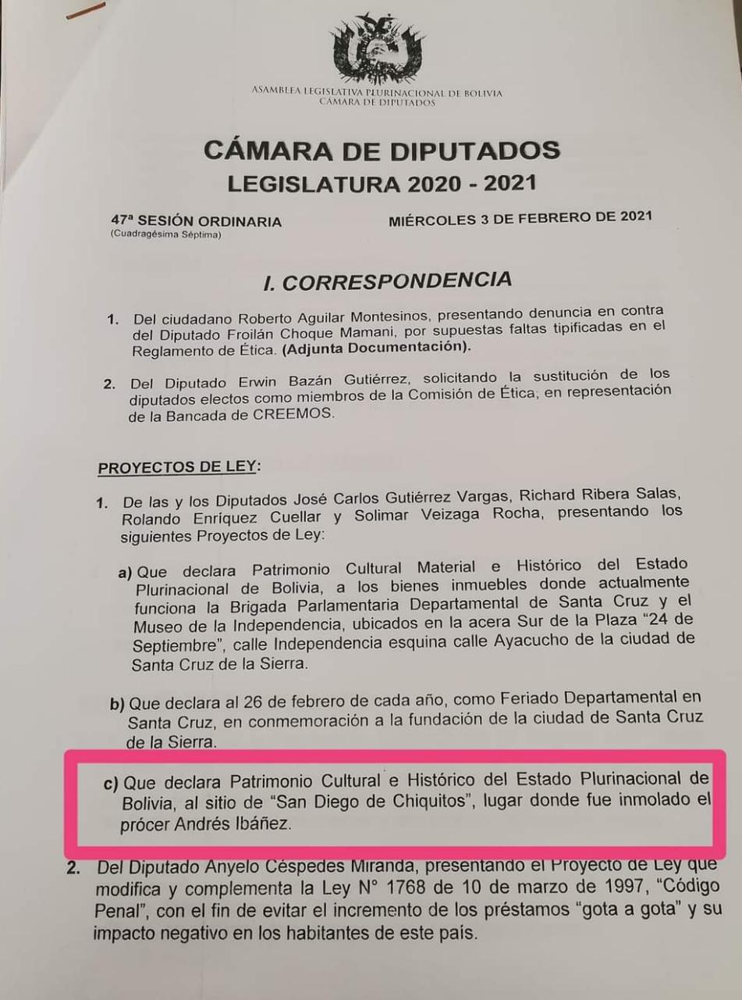 ASAMBLEA LEGISLATIVA PLURINACIONAL DE BOLIVIA
CÁMARA DE DIPUTADOS
CÁMARA DE DIPUTADOS
LEGISLATURA 2020 - 2021
47ª SESIÓN ORDINARIA MIÉRCOLES 3 DE FEBRERO DE 2021
(Cuadragésima Séptima)
I. CORRESPONDENCIA
1. Del ciudadano Roberto Aguilar Montesinos, presentando denuncia en contra
del Diputado Froilán Choque Mamani, por supuestas faltas tipificadas en el
Reglamento de Ética. (Adjunta Documentación).
2. Del Diputado Erwin Bazán Gutiérrez, solicitando la sustitución de los
diputados electos como miembros de la Comisión de Ética, en representación
de la Bancada de CREEMOS.
PROYECTOS DE LEY:
1. De las y los Diputados José Carlos Gutiérrez Vargas, Richard Ribera Salas,
Rolando Enríquez Cuellar y Solimar Veizaga Rocha, presentando los
siguientes Proyectos de Ley:
a) Que declara Patrimonio Cultural Material e Histórico del Estado
Plurinacional de Bolivia, a los bienes inmuebles donde actualmente
funciona la Brigada Parlamentaria Departamental de Santa Cruz y el
Museo de la Independencia, ubicados en la acera Sur de la Plaza “24 de
Septiembre”, calle Independencia esquina calle Ayacucho de la ciudad de
Santa Cruz de la Sierra.
b) Que declara al 26 de febrero de cada año, como Feriado Departamental en
Santa Cruz, en conmemoración a la fundación de la ciudad de Santa Cruz
de la Sierra.
c) Que declara Patrimonio Cultural e Histórico del Estado Plurinacional de
Bolivia, al sitio de “San Diego de Chiquitos”, lugar donde fue inmolado el
prócer Andrés Ibáñez.
2. Del Diputado Anyelo Céspedes Miranda, presentando el Proyecto de Ley que
modifica y complementa la Ley N° 1768 de 10 de marzo de 1997, “Código
Penal”, con el fin de evitar el incremento de los préstamos “gota a gota” y su
impacto negativo en los habitantes de este país.